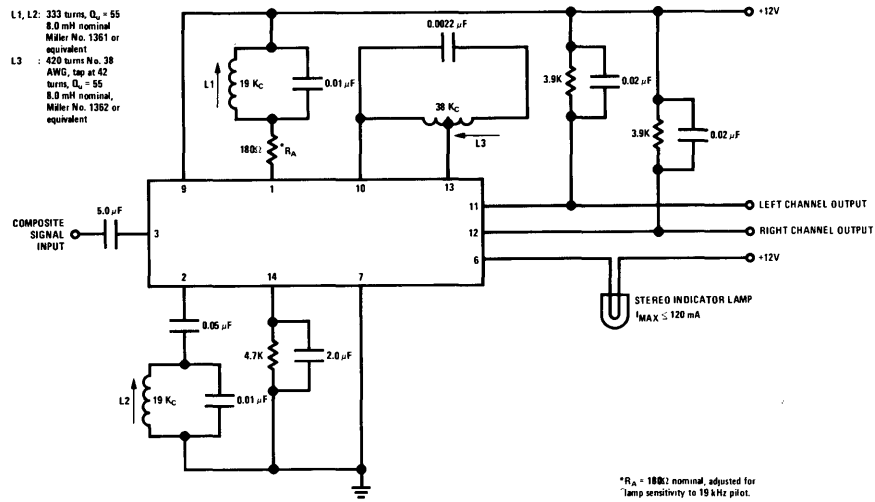 L1, L2: 333 turns, Qu = 55
8.0 mH nominal
Miller No. 1361 or
equivalent
L3 : 420 turns No. 38
AWG, tap at 42
turns, Qu = 55
8.0 mH nominal,
Miller No. 1362 or
equivalent
+12V
0.0022 µF
L1
19 KC
0.01 µF
38 KC
L3
3.9K
0.02 µF
3.9K
0.02 µF
180Ω
*RA
9
1
10
13
COMPOSITE
SIGNAL
INPUT
5.0 µF
3
11
LEFT CHANNEL OUTPUT
12
RIGHT CHANNEL OUTPUT
6
+12V
2
14
7
STEREO INDICATOR LAMP
IMAX ≤ 120 mA
0.05 µF
4.7K
2.0 µF
L2
19 KC
0.01 µF
*RA = 180Ω nominal, adjusted for
lamp sensitivity to 19 kHz pilot.